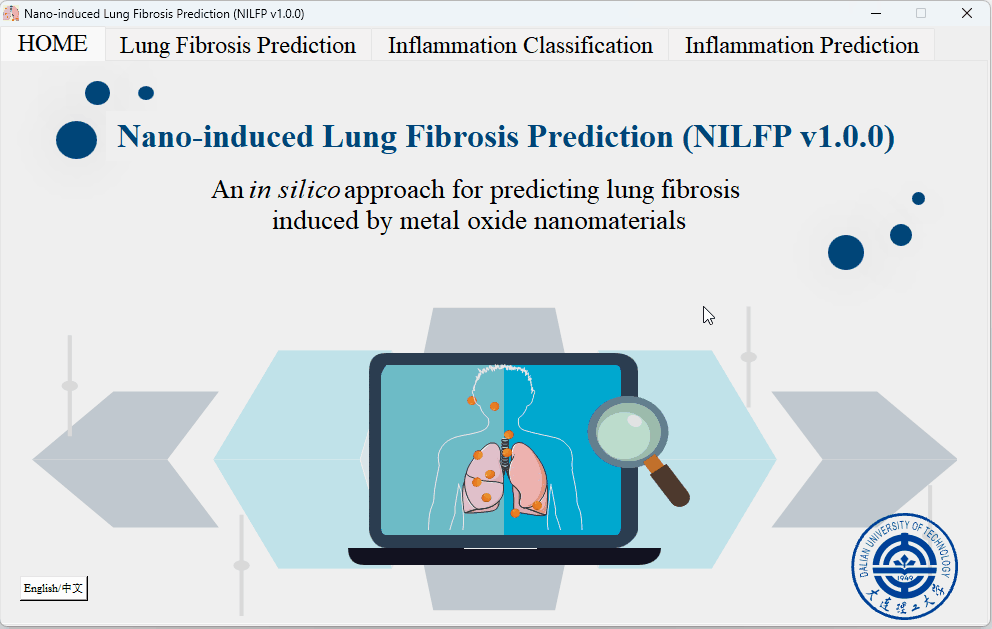 Nano-induced Lung Fibrosis Prediction (NILFP v1.0.0)
HOME
Lung Fibrosis Prediction
Inflammation Classification
Inflammation Prediction
Nano-induced Lung Fibrosis Prediction (NILFP v1.0.0)
An in silico approach for predicting lung fibrosis
induced by metal oxide nanomaterials
English/中文
DALIAN UNIVERSITY OF TECHNOLOGY
1949
大连理工大学